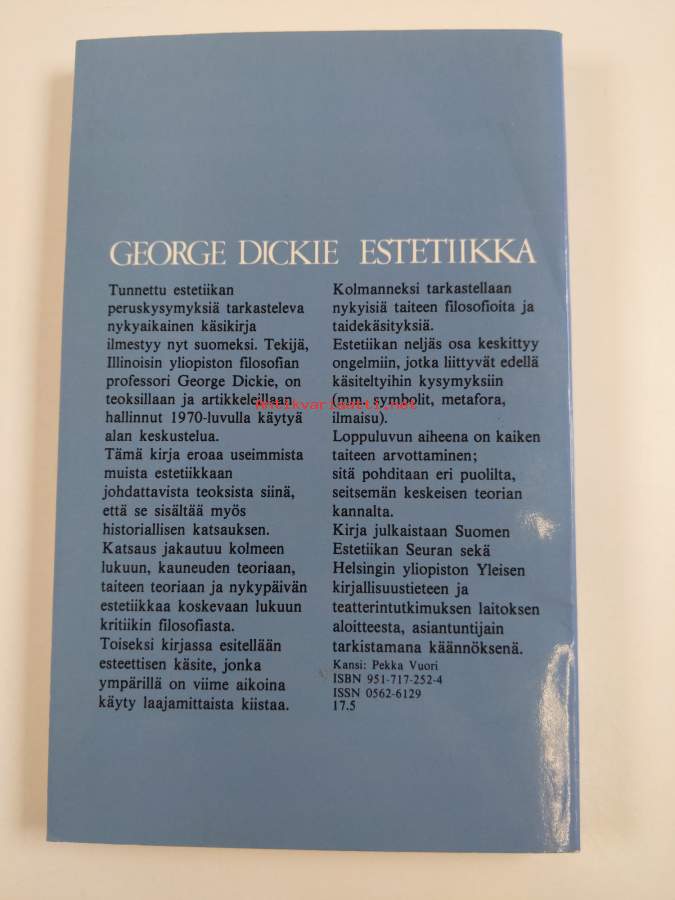 GEORGE DICKIE ESTETIIKKA
Tunnettu estetiikan
peruskysymyksiä tarkasteleva
nykyaikainen käsikirja
ilmestyy nyt suomeksi. Tekijä,
Illinoisin yliopiston filosofian
professori George Dickie, on
teoksillaan ja artikkeleillaan
hallinnut 1970-luvulla käytyä
alan keskustelua.
Tämä kirja eroaa useimmista
muista estetiikkaan
johdattavista teoksista siinä,
että se sisältää myös
historiallisen katsauksen.
Katsaus jakautuu kolmeen
lukuun, kauneuden teoriaan,
taiteen teoriaan ja nykypäivän
estetiikkaa koskevaan lukuun
kritiikin filosofiasta.
Toiseksi kirjassa esitellään
esteettisen käsite, jonka
ympärillä on viime aikoina
käyty laajamittaista kiistaa.
Kolmanneksi tarkastellaan
nykyisiä taiteen filosofioita ja
taidekäsityksiä.
Estetiikan neljäs osa keskittyy
ongelmiin, jotka liittyvät edellä
käsiteltyihin kysymyksiin
(mm. symbolit, metafora,
ilmaisu).
Loppuluvun aiheena on kaiken
taiteen arvottaminen;
sitä pohditaan eri puolilta,
seitsemän keskeisen teorian
kannalta.
Kirja julkaistaan Suomen
Estetiikan Seuran sekä
Helsingin yliopiston Yleisen
kirjallisuustieteen ja
teatterintutkimuksen laitoksen
aloitteesta, asiantuntijain
tarkistamana käännöksenä.
Kansi: Pekka Vuori
ISBN 951-717-252-4
ISSN 0562-6129
17.5
Antikvariaatti.net